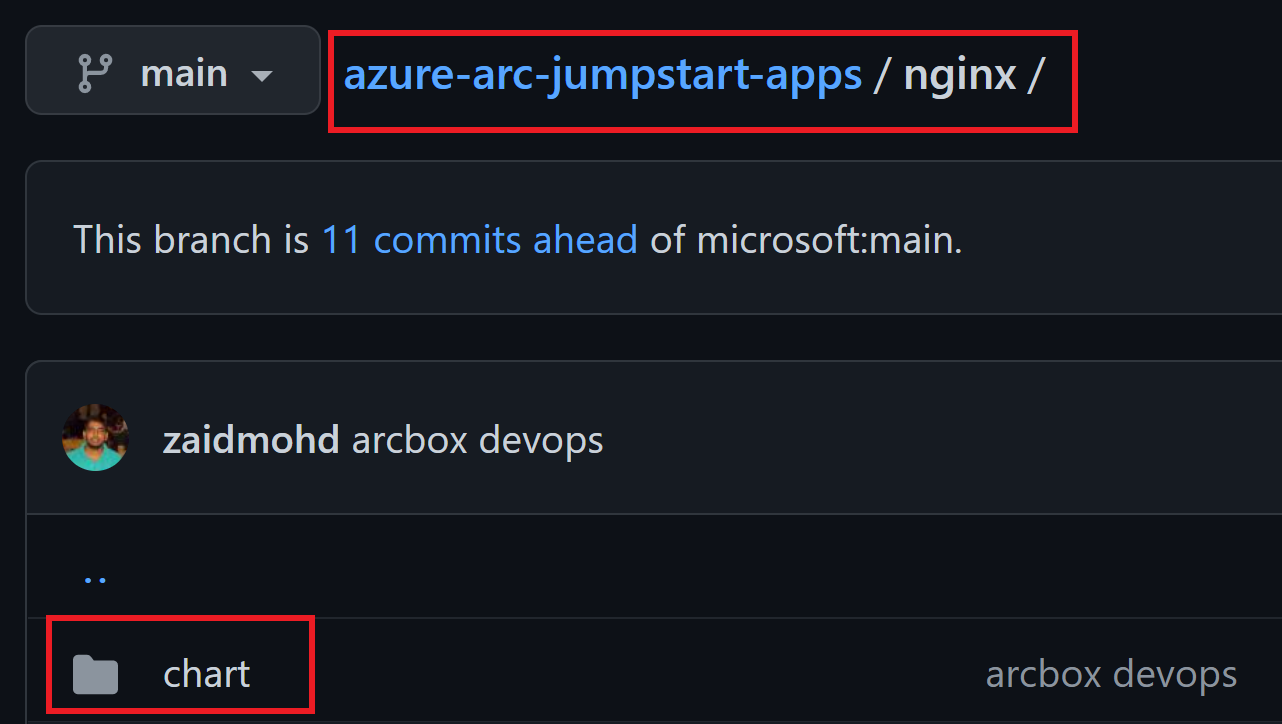 main azure-arc-jumpstart-apps / nginx /
This branch is 11 commits ahead of microsoft:main.
zaidmohd arcbox devops
..
chart arcbox devops